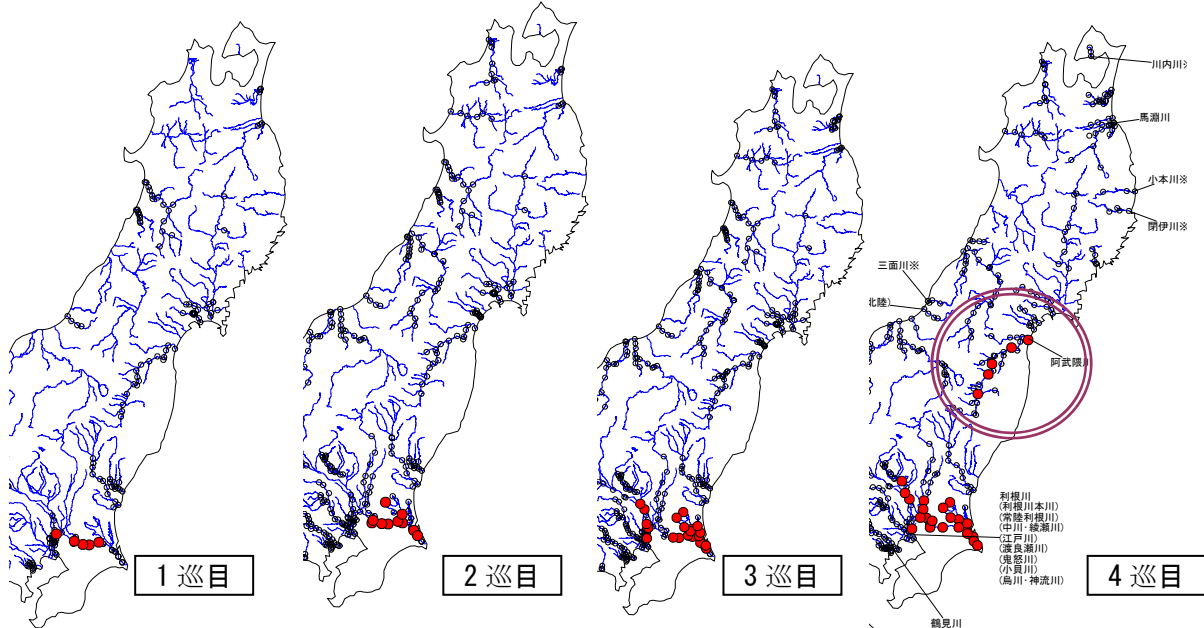 1巡目
2巡目
3巡目
4巡目
川内川※
馬淵川
小本川※
閉伊川※
三面川※
北陸)
阿武隈川
利根川
(利根川本川)
(常陸利根川)
(中川・綾瀬川)
(江戸川)
(渡良瀬川)
(鬼怒川)
(小貝川)
(烏川・神流川)
鶴見川